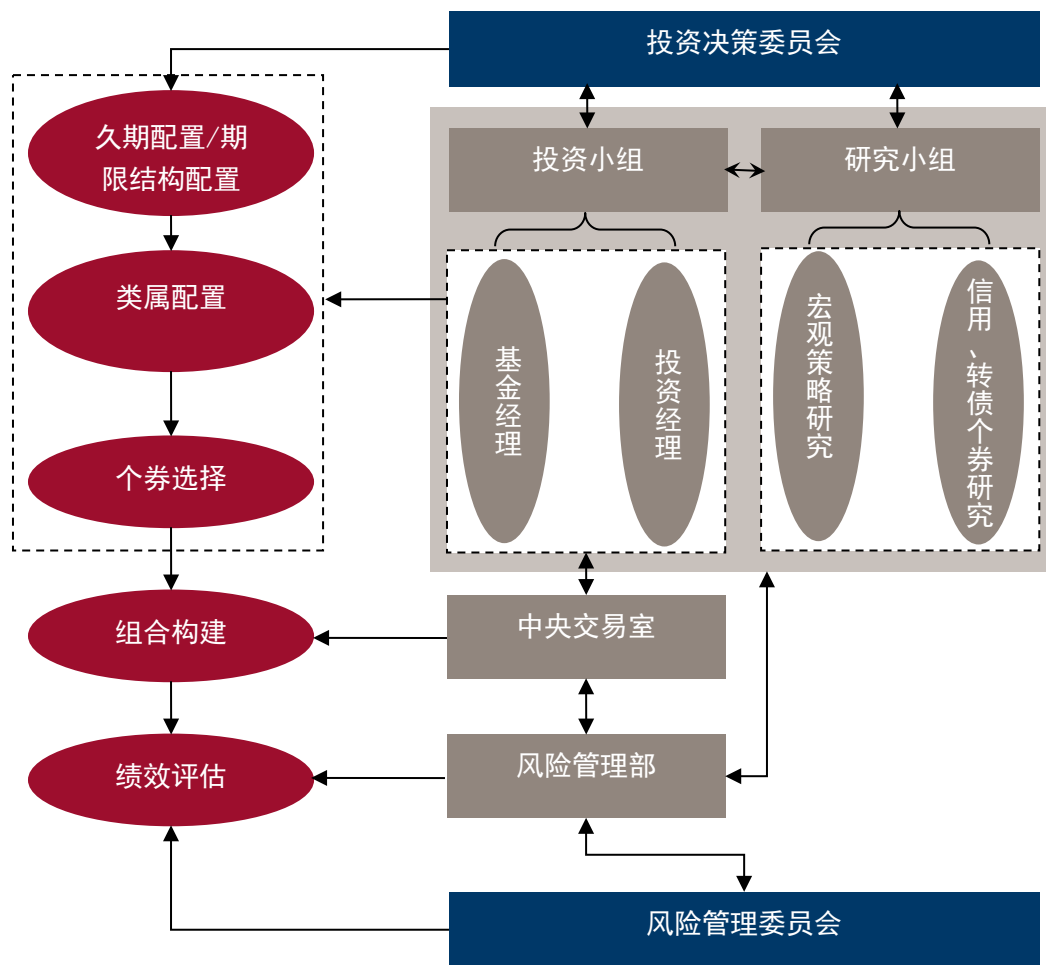 投资决策委员会
久期配置/期
限结构配置
投资小组
研究小组
类属配置
基金经理
投资经理
宏观策略研究
信用、转债个券研究
个券选择
组合构建
中央交易室
绩效评估
风险管理部
风险管理委员会